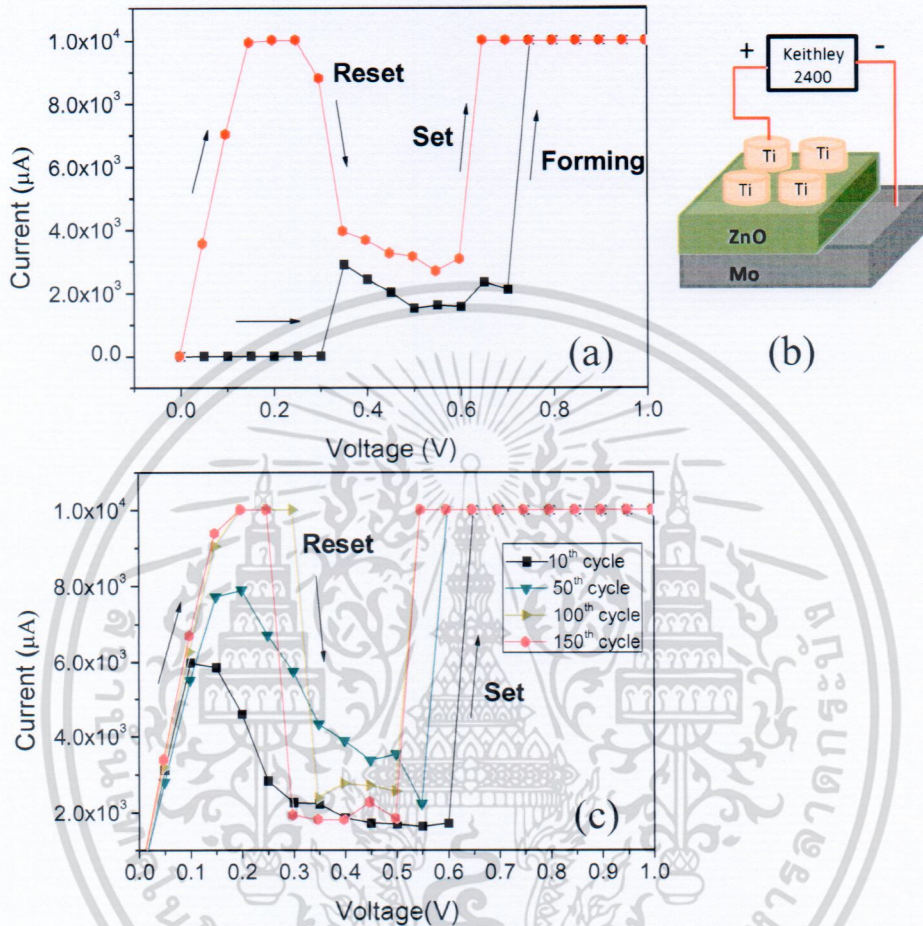 1.0x10⁴
8.0x10³
6.0x10³
4.0x10³
2.0x10³
0.0
Current (µA)
Reset
Set
Forming
(a)
0.0
0.2
0.4
0.6
0.8
1.0
Voltage (V)
+
Keithley
2400
-
Ti
Ti
Ti
Ti
ZnO
Mo
(b)
1.0x10⁴
8.0x10³
6.0x10³
4.0x10³
2.0x10³
Current (µA)
Reset
10th cycle
50th cycle
100th cycle
150th cycle
Set
(c)
0.0
0.1
0.2
0.3
0.4
0.5
0.6
0.7
0.8
0.9
1.0
Voltage(V)